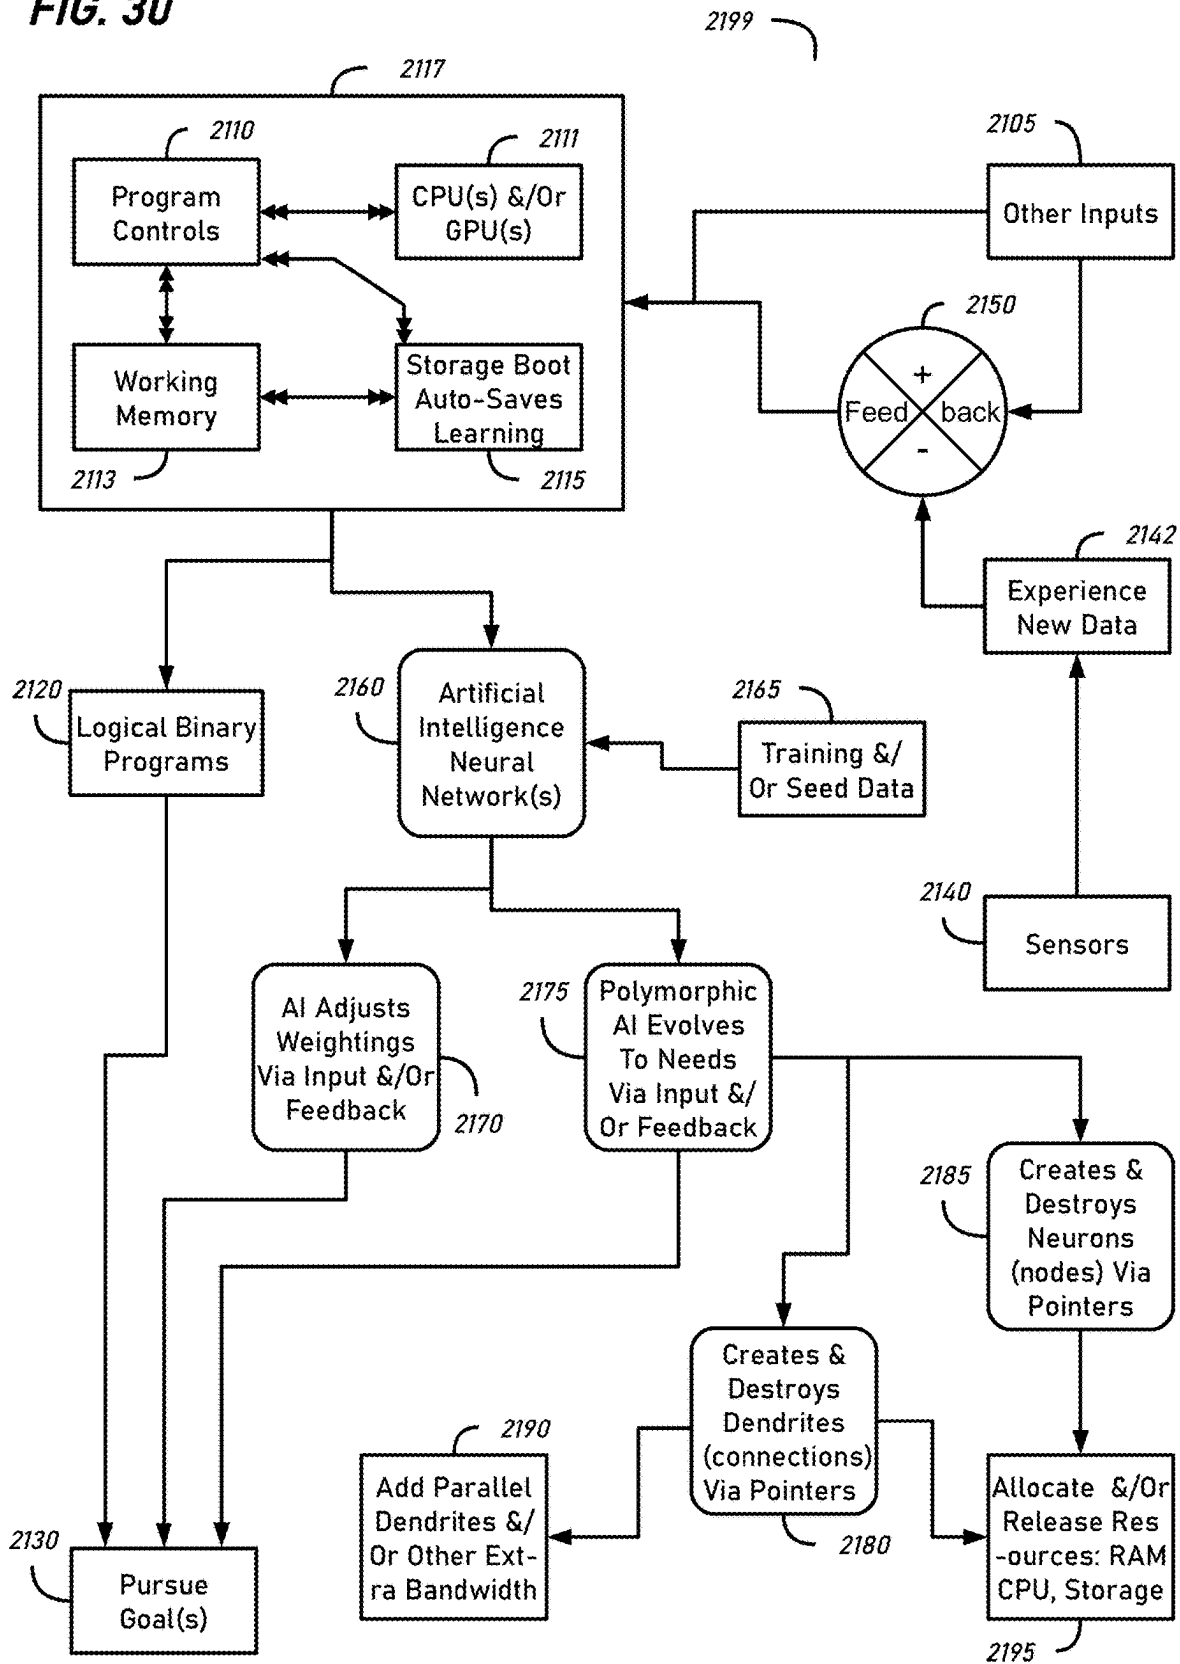 FIG. 30
2199
2117
2110
2111
2105
Program
Controls
CPU(s) &/Or
GPU(s)
Other Inputs
2150
+
Feed back
-
Working
Memory
Storage Boot
Auto-Saves
Learning
2113
2115
2142
Experience
New Data
2120
Logical Binary
Programs
2160
Artificial
Intelligence
Neural
Network(s)
2165
Training &/
Or Seed Data
2140
Sensors
AI Adjusts
Weightings
Via Input &/Or
Feedback
2170
2175
Polymorphic
AI Evolves
To Needs
Via Input &/
Or Feedback
2185
Creates &
Destroys
Neurons
(nodes) Via
Pointers
Creates &
Destroys
Dendrites
(connections)
Via Pointers
2180
2190
Add Parallel
Dendrites &/
Or Other Ext-
ra Bandwidth
Allocate &/Or
Release Res
-ources: RAM
CPU, Storage
2195
2130
Pursue
Goal(s)